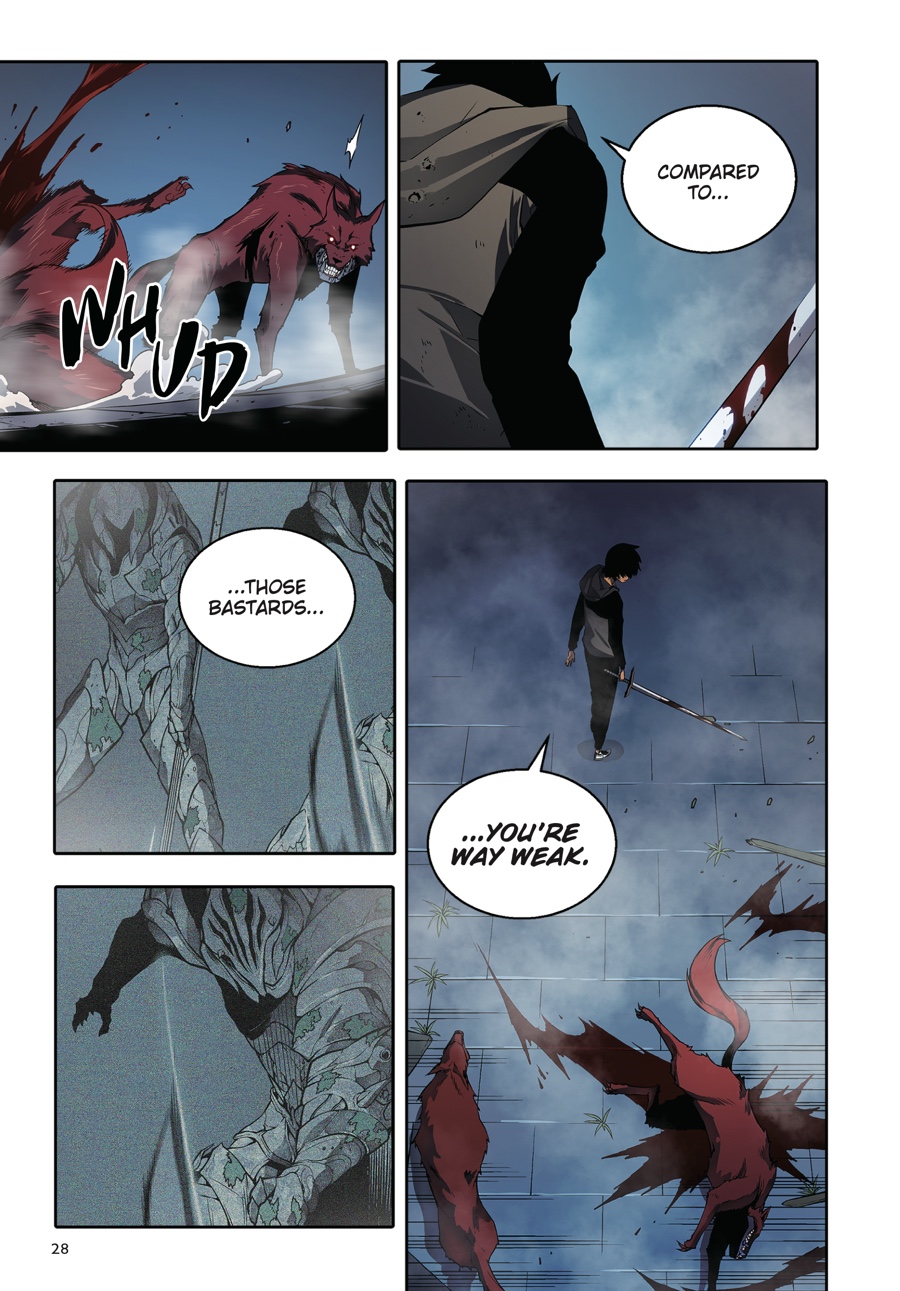 WHUD
COMPARED
TO...
...THOSE
BASTARDS...
...YOU'RE
WAY WEAK.
28